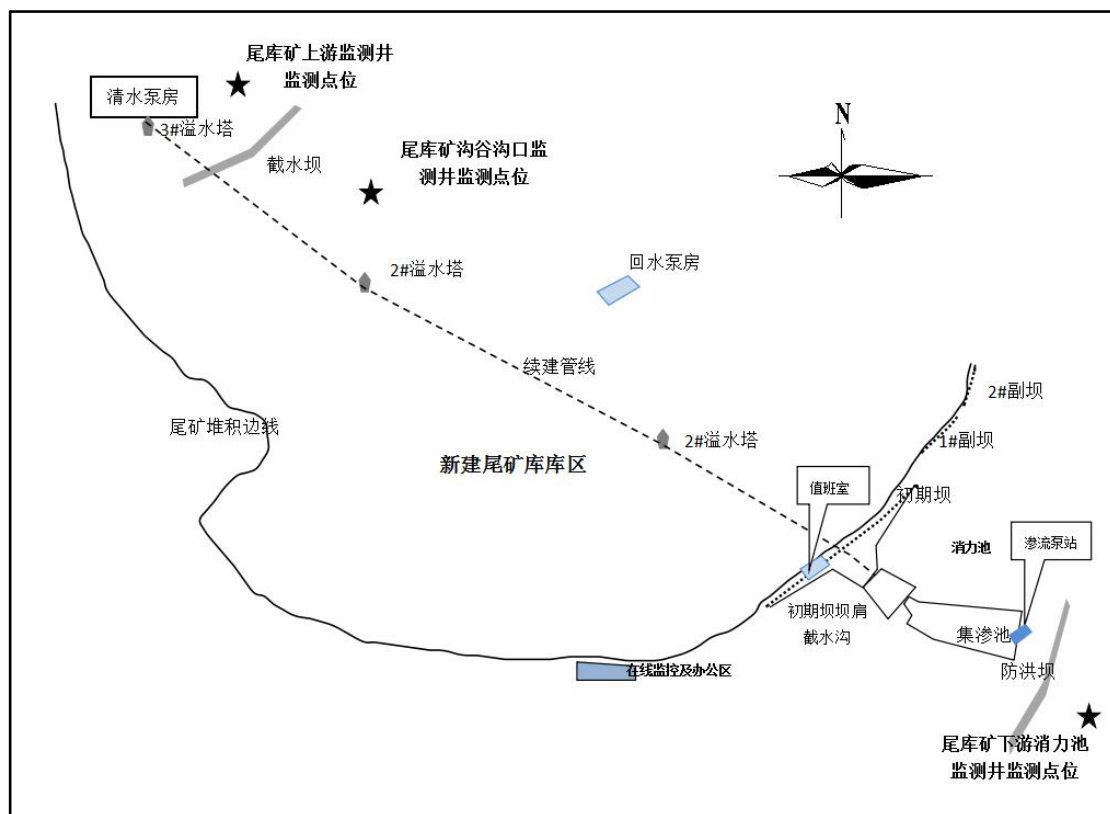 尾库矿上游监测井
监测点位
清水泵房
3#溢水塔
截水坝
尾库矿沟谷沟口监
测井监测点位
N
2#溢水塔
回水泵房
续建管线
2#副坝
尾矿堆积边线
1#副坝
2#溢水塔
新建尾矿库库区
值班室
初期坝
消力池
渗流泵站
初期坝坝肩
截水沟
集渗池
在线监控及办公区
防洪坝
尾库矿下游消力池
监测井监测点位